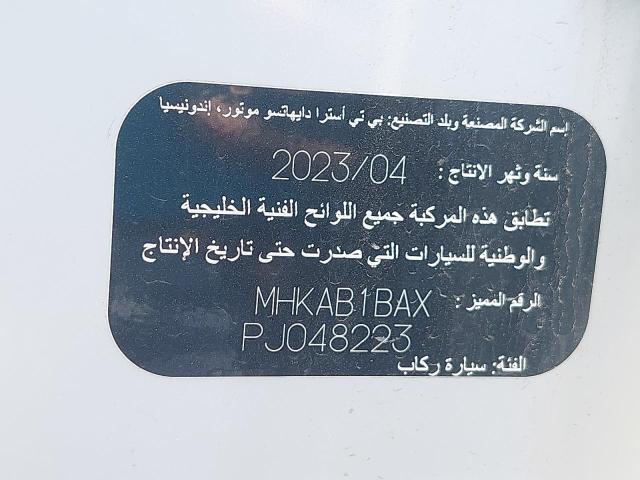 إسم الشركة المصنعة وبلد التصنيع: بي تي أسترا دايهاتسو موتور، إندونيسيا
سنة وشهر الانتاج : 2023/04
تطابق هذه المركبة جميع اللوائح الفنية الخليجية
والوطنية للسيارات التي صدرت حتى تاريخ الإنتاج
الرقم المميز : MHKAB1BAX
PJ048223
الفئة: سيارة ركاب